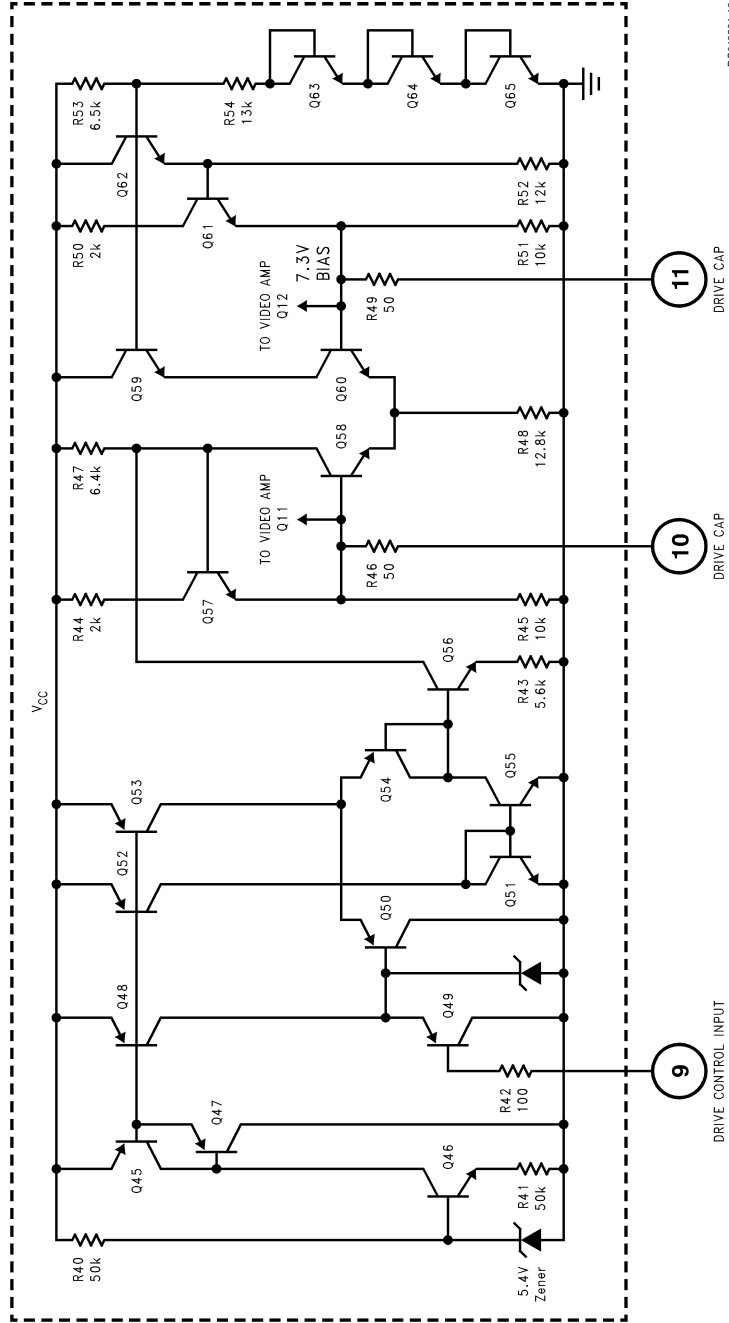 V_CC
R40
50k
R44
2k
R47
6.4k
R50
2k
R53
6.5k
Q45
Q48
Q52
Q53
Q59
Q62
Q47
Q57
Q61
R54
13k
TO VIDEO AMP
Q11
TO VIDEO AMP
Q12
7.3V
BIAS
Q63
Q50
Q54
Q58
Q60
Q64
R46
50
R49
50
Q46
Q49
Q56
Q51
Q55
Q65
5.4V
Zener
R41
50k
R42
100
R43
5.6k
R45
10k
R48
12.8k
R51
10k
R52
12k
9
10
11
DRIVE CONTROL INPUT
DRIVE CAP
DRIVE CAP